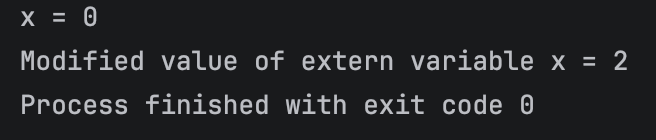 x = 0
Modified value of extern variable x = 2
Process finished with exit code 0